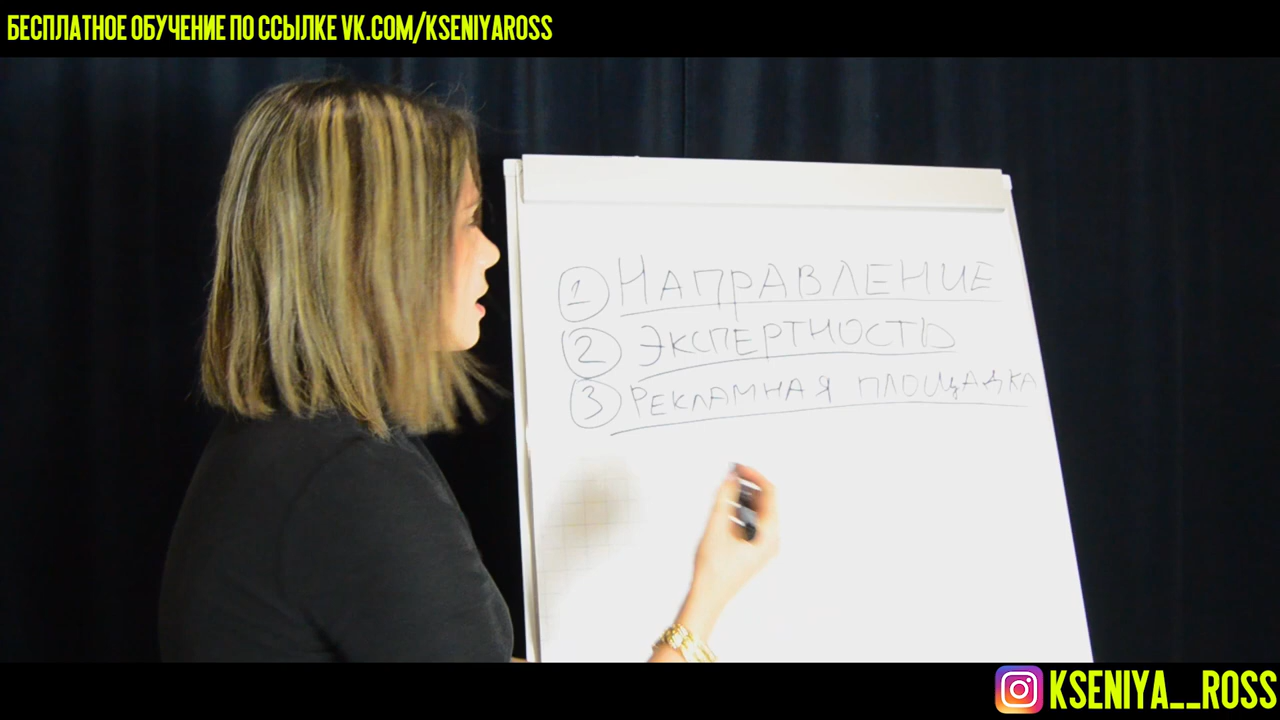 БЕСПЛАТНОЕ ОБУЧЕНИЕ ПО ССЫЛКЕ VK.COM/KSENIYAROSS
1 НАПРАВЛЕНИЕ
2 ЭКСПЕРТНОСТЬ
3 РЕКЛАМНАЯ ПЛОЩАДКА
KSENIYA__ROSS